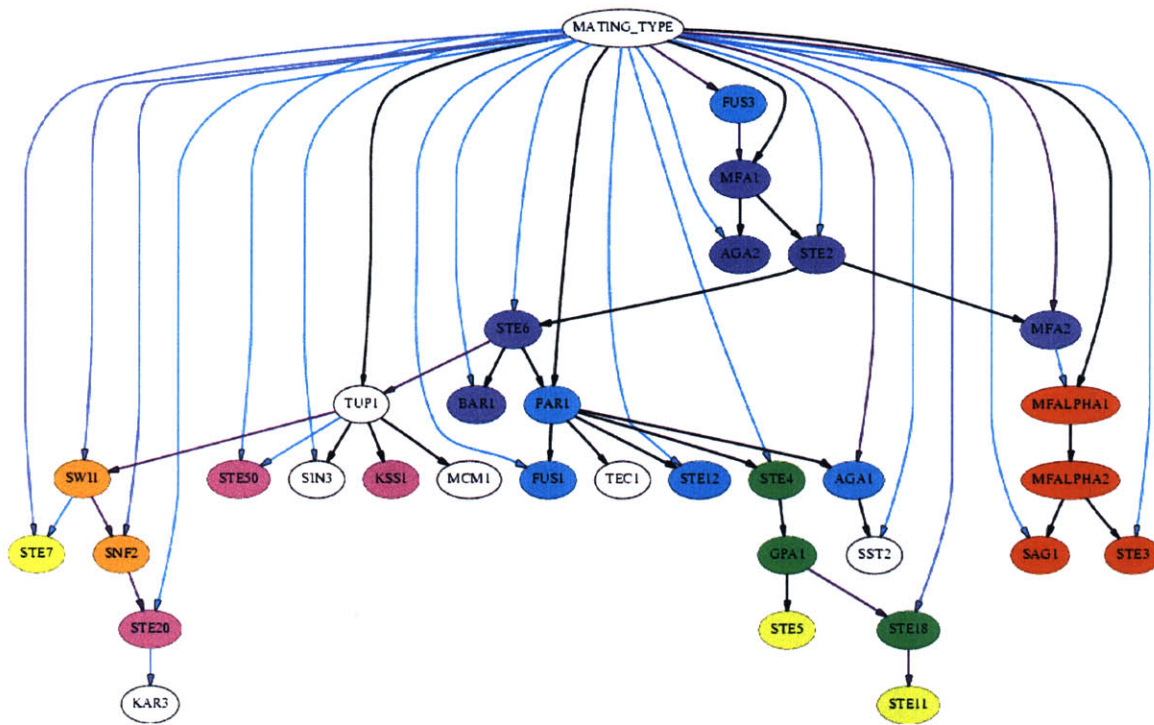 MATING_TYPE
FUS3
MFA1
AGA2
STE2
STE6
MFA2
TUP1
BAR1
FAR1
MFALPHA1
SWI1
STE50
SIN3
KSS1
MCM1
FUS1
TEC1
STE12
STE4
AGA1
MFALPHA2
STE7
SNF2
GPA1
SST2
SAG1
STE3
STE20
STE5
STE18
KAR3
STE11